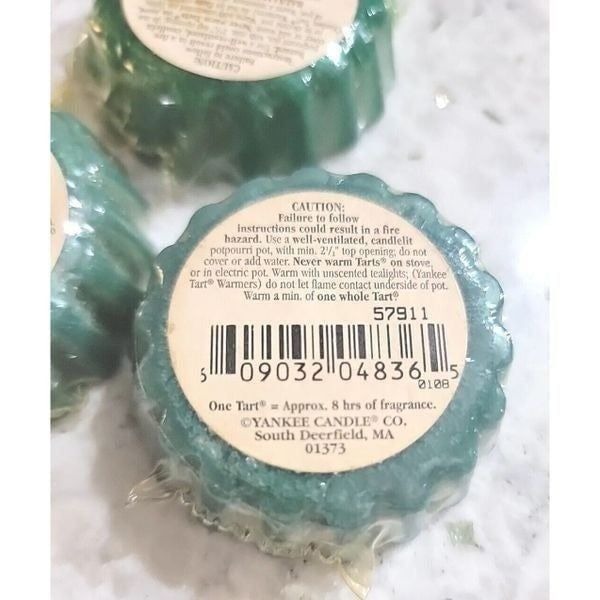 CAUTION:
CAUTION:
Failure to follow
instructions could result in a fire
hazard. Use a well-ventilated, candlelit
potpourri pot, with min. 2½" top opening; do not
cover or add water. Never warm Tarts® on stove,
or in electric pot. Warm with unscented tealights; (Yankee
Tart® Warmers) do not let flame contact underside of pot.
Warm a min. of one whole Tart®
57911
5 09032 04836 5
0108
One Tart® = Approx. 8 hrs of fragrance.
©YANKEE CANDLE® CO.
South Deerfield, MA
01373